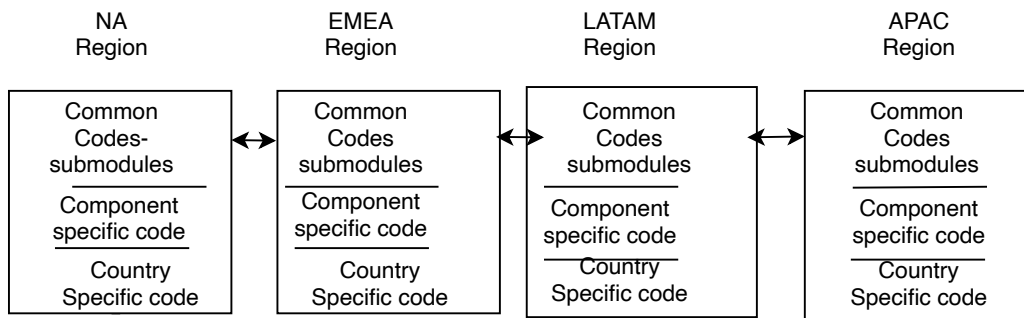 NA
Region
EMEA
Region
LATAM
Region
APAC
Region
Common
Codes-
submodules
Component
specific code
Country
Specific code
Common
Codes
submodules
Component
specific code
Country
Specific code
Common
Codes
submodules
Component
specific code
Country
Specific code
Common
Codes
submodules
Component
specific code
Country
Specific code